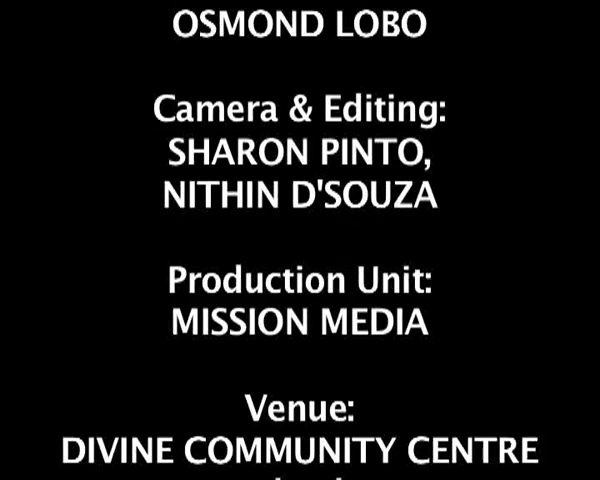 OSMOND LOBO
Camera & Editing:
SHARON PINTO,
NITHIN D'SOUZA
Production Unit:
MISSION MEDIA
Venue:
DIVINE COMMUNITY CENTRE